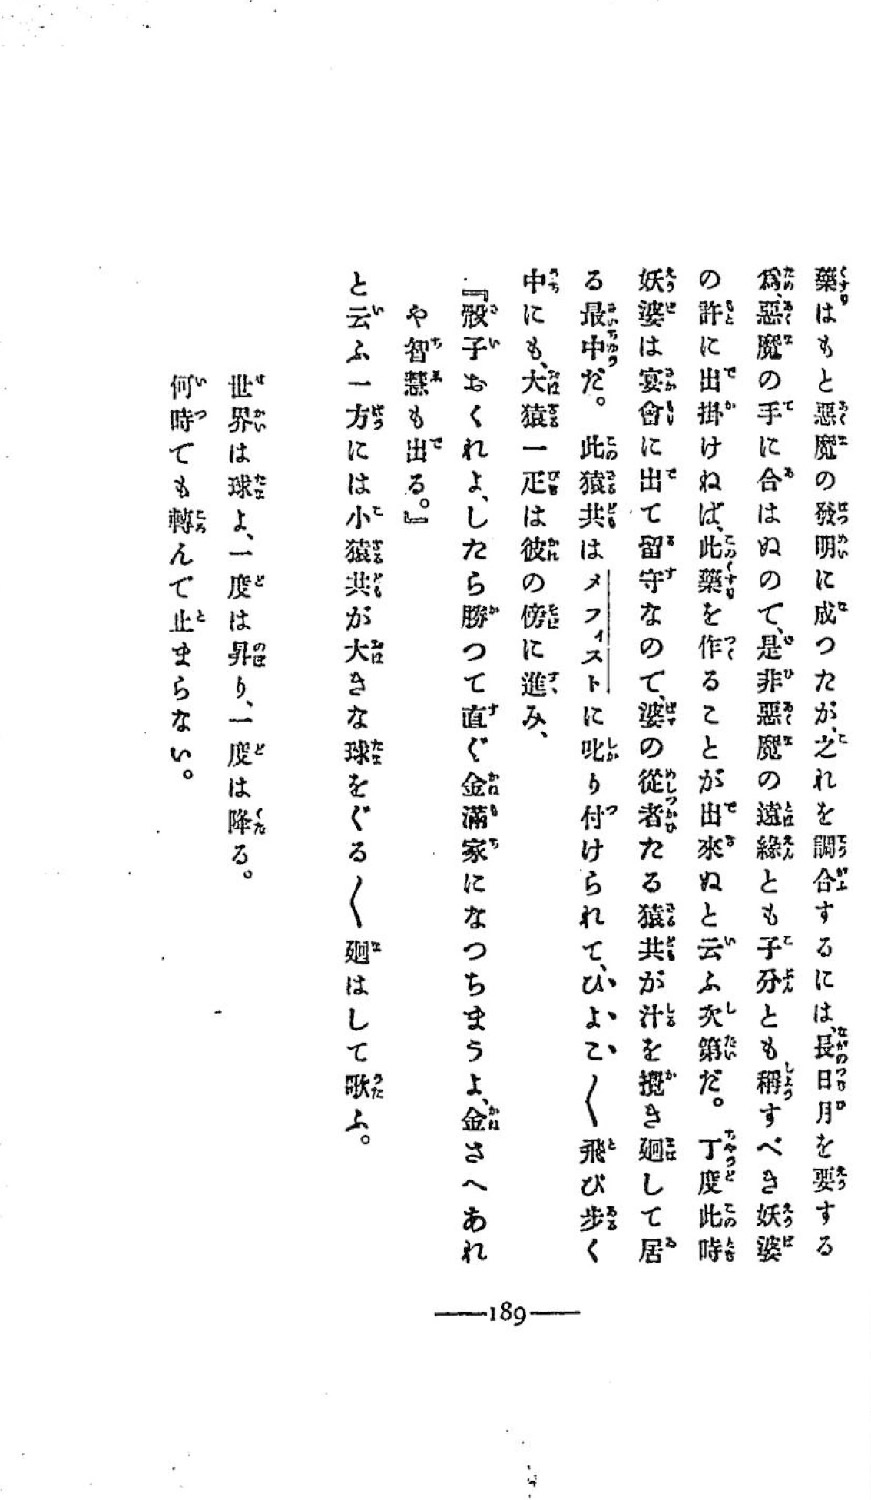 藥はもと惡魔の發明に成つたが、之れを調合するには、長日月を要する
爲、惡魔の手に合はぬので、是非惡魔の遠緣とも子分とも稱すべき妖婆
の許に出掛けねば、此藥を作ることが出來ぬと云ふ次第だ。丁度此時
妖婆は宴會に出て留守なので、婆の從者たる猿共が汁を攪き廻して居
る最中だ。此猿共はメフィストに叱り付けられて、ひよこ〱飛び步く
中にも、大猿一疋は彼の傍に進み、
『骰子おくれよ、したら勝つて直ぐ金滿家になつちまうよ、金さへあれ
や智慧も出る。』
と云ふ一方には小猿共が大きな球をぐる〱廻はして歌ふ。
世界は球よ、一度は昇り、一度は降る。
何時でも轉んで止まらない。
189